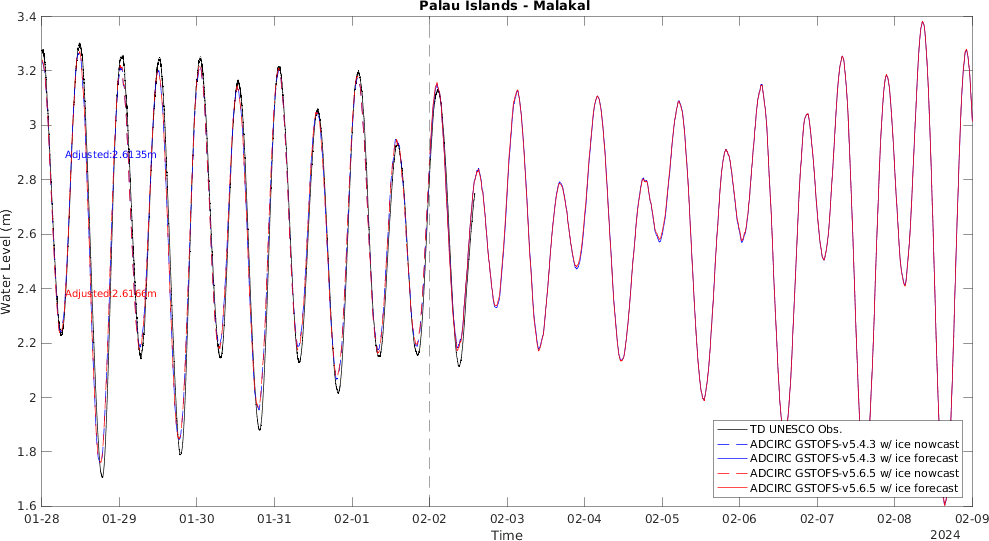 Palau Islands - Malakal
3.4
3.2
3
2.8
2.6
2.4
2.2
2
1.8
1.6
Water Level (m)
Adjusted:2.6135m
Adjusted:2.6166m
TD UNESCO Obs.
ADCIRC GSTOFS-v5.4.3 w/ ice nowcast
ADCIRC GSTOFS-v5.4.3 w/ ice forecast
ADCIRC GSTOFS-v5.6.5 w/ ice nowcast
ADCIRC GSTOFS-v5.6.5 w/ ice forecast
01-28 01-29 01-30 01-31 02-01 02-02 02-03 02-04 02-05 02-06 02-07 02-08 02-09
Time
2024